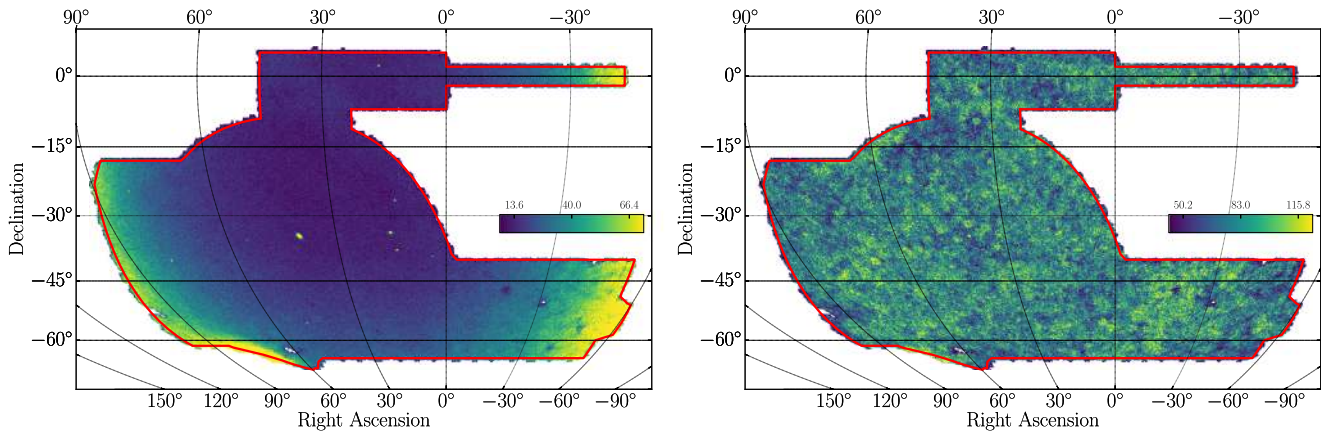 90° 60° 30° 0° −30° 90° 60° 30° 0° −30°
0° 0°
−15° −15°
−30° −30°
−45° −45°
−60° −60°
Declination Declination
13.6 40.0 66.4 50.2 83.0 115.8
150° 120° 90° 60° 30° 0° −30° −60° −90° 150° 120° 90° 60° 30° 0° −30° −60° −90°
Right Ascension Right Ascension